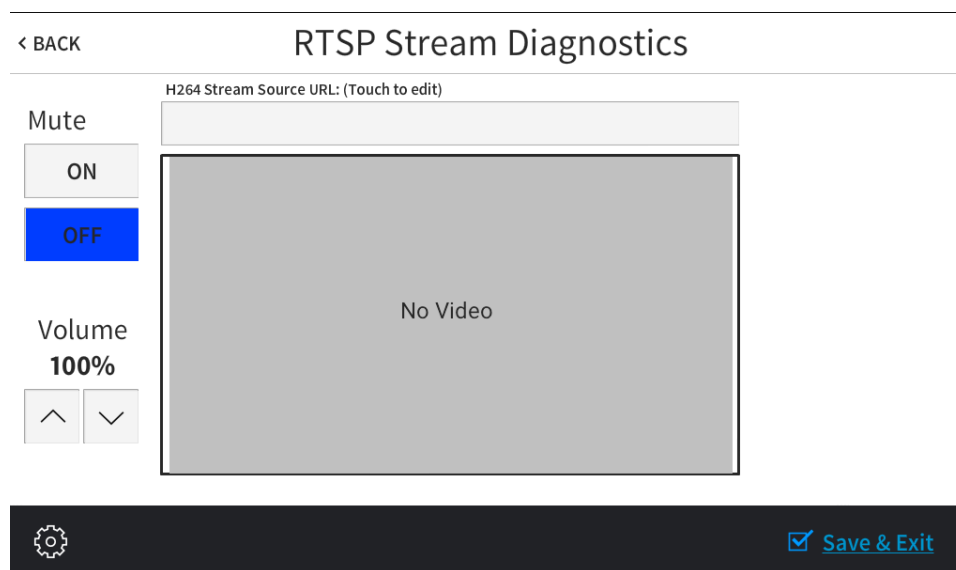 < BACK
RTSP Stream Diagnostics
H264 Stream Source URL: (Touch to edit)
Mute
ON
OFF
No Video
Volume
100%
Save & Exit